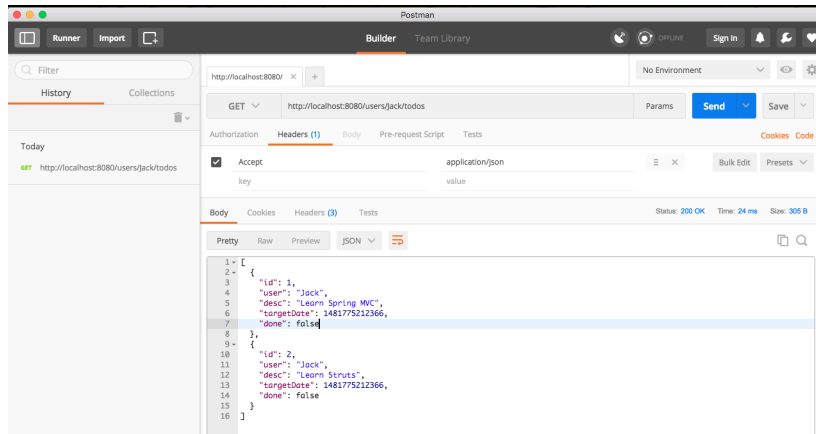 Postman
Runner Import Builder Team Library OFFLINE Sign In
Filter
History Collections
Today
GET http://localhost:8080/users/Jack/todos
http://localhost:8080/ × +
No Environment
GET http://localhost:8080/users/Jack/todos Params Send Save
Authorization Headers (1) Body Pre-request Script Tests Cookies Code
Accept application/json Bulk Edit Presets
key value
Body Cookies Headers (3) Tests Status: 200 OK Time: 24 ms Size: 305 B
Pretty Raw Preview JSON
1 [
2 {
3 "id": 1,
4 "user": "Jack",
5 "desc": "Learn Spring MVC",
6 "targetDate": 1481775212366,
7 "done": false
8 },
9 {
10 "id": 2,
11 "user": "Jack",
12 "desc": "Learn Struts",
13 "targetDate": 1481775212366,
14 "done": false
15 }
16 ]